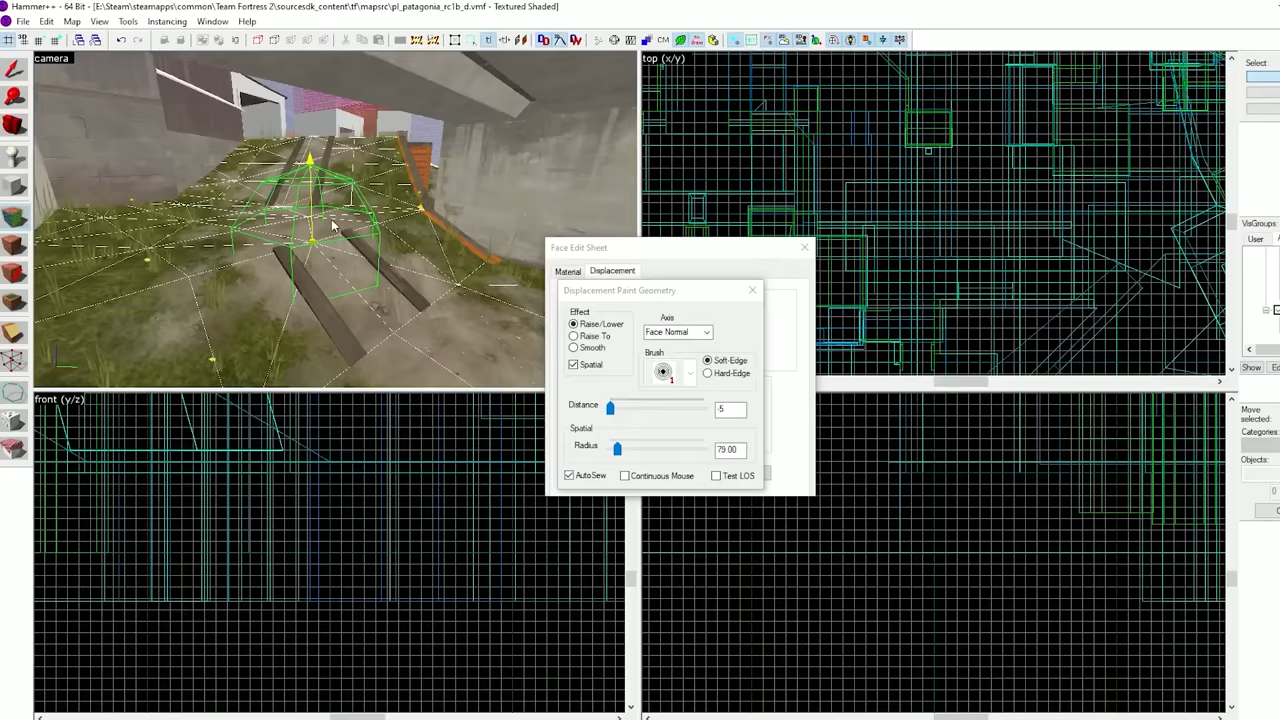 Hammer++ - 64 Bit - [E:\Steam\steamapps\common\Team Fortress 2\sourcesdk_content\tf\mapsrc\pl_patagonia_rc1b_d.vmf - Textured Shaded]
File Edit Map View Tools Instancing Window Help
camera
top (x/y)
Select:
Face Edit Sheet
Material Displacement
Displacement Paint Geometry
Effect
Raise/Lower
Raise To
Smooth
Spatial
Axis
Face Normal
Brush
1
Soft-Edge
Hard-Edge
Distance -5
Spatial
Radius 79.00
AutoSew Continuous Mouse Test LOS
VisGroups
User
Show
front (y/z)
Move
selected:
Categories:
Objects:
0